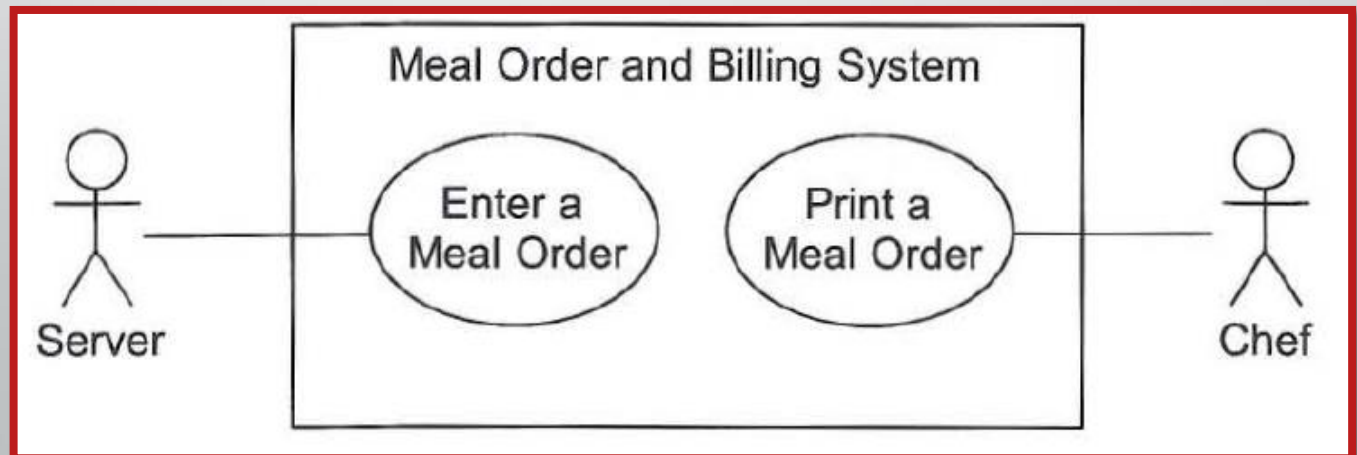 Meal Order and Billing System
Enter a
Meal Order
Print a
Meal Order
Server
Chef